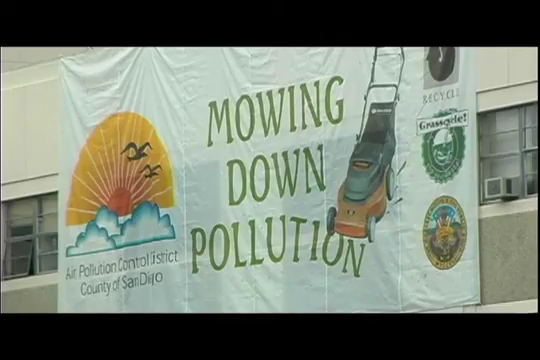 MOWING
DOWN
POLLUTION
Air Pollution Control District
County of San Diego
RECYCLE
Grasscycle!